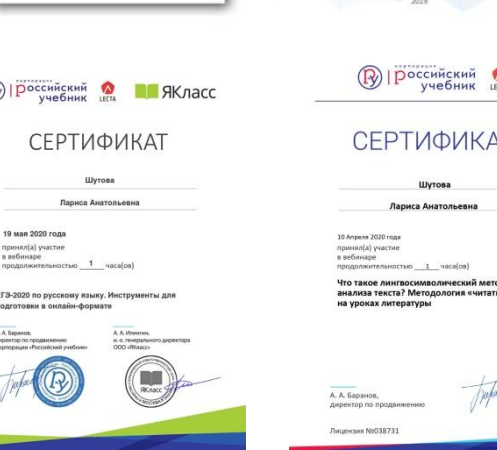 2019
российский
учебник
LECTA
ЯКласс
СЕРТИФИКАТ
Шутова
Лариса Анатольевна
19 мая 2020 года
принял(а) участие
в вебинаре
продолжительностью 1 часа(ов)
по русскому языку. Инструменты для
подготовки в онлайн-формате
А. А. Баранов,
директор по продвижению
корпорации «Российский учебник»
и. о. генерального директора
ООО «ЯКласс»
ЯКласс
корпорация
российский
учебник
СЕРТИФИКА
Шутова
Лариса Анатольевна
10 Апреля 2020 года
принял(а) участие
в вебинаре
продолжительностью 1 часа(ов)
Что такое лингвосимволический мето
анализа текста? Методология «читат
на уроках литературы
А. А. Баранов,
директор по продвижению
Лицензия №038731